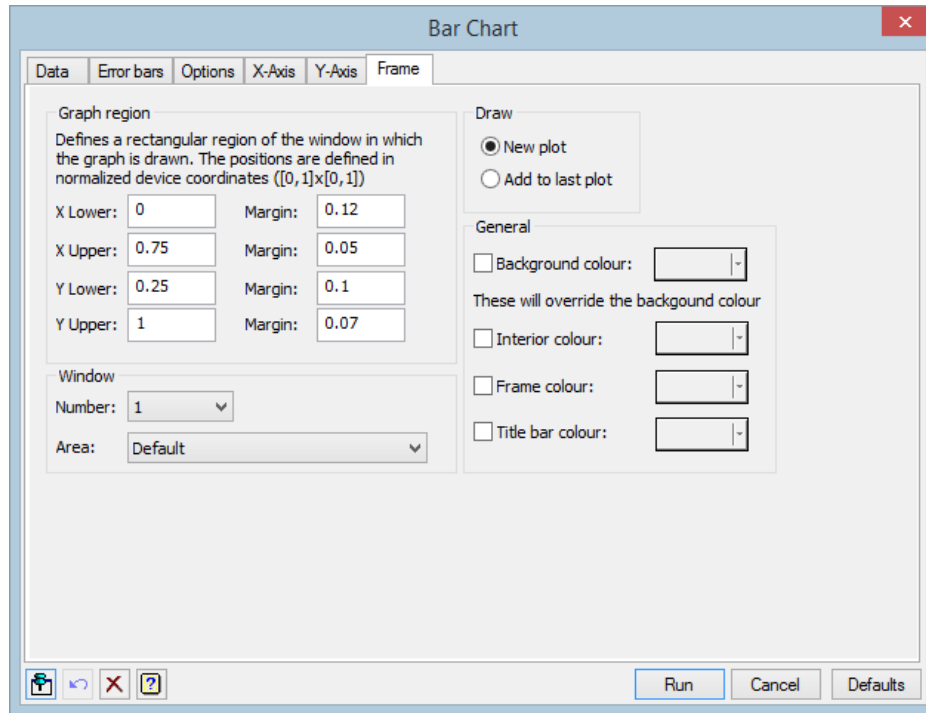 Bar Chart
Data Error bars Options X-Axis Y-Axis Frame
Graph region
Defines a rectangular region of the window in which
the graph is drawn. The positions are defined in
normalized device coordinates ([0,1]x[0,1])
X Lower: 0 Margin: 0.12
X Upper: 0.75 Margin: 0.05
Y Lower: 0.25 Margin: 0.1
Y Upper: 1 Margin: 0.07
Window
Number: 1
Area: Default
Draw
New plot
Add to last plot
General
Background colour:
These will override the backgound colour
Interior colour:
Frame colour:
Title bar colour:
Run Cancel Defaults